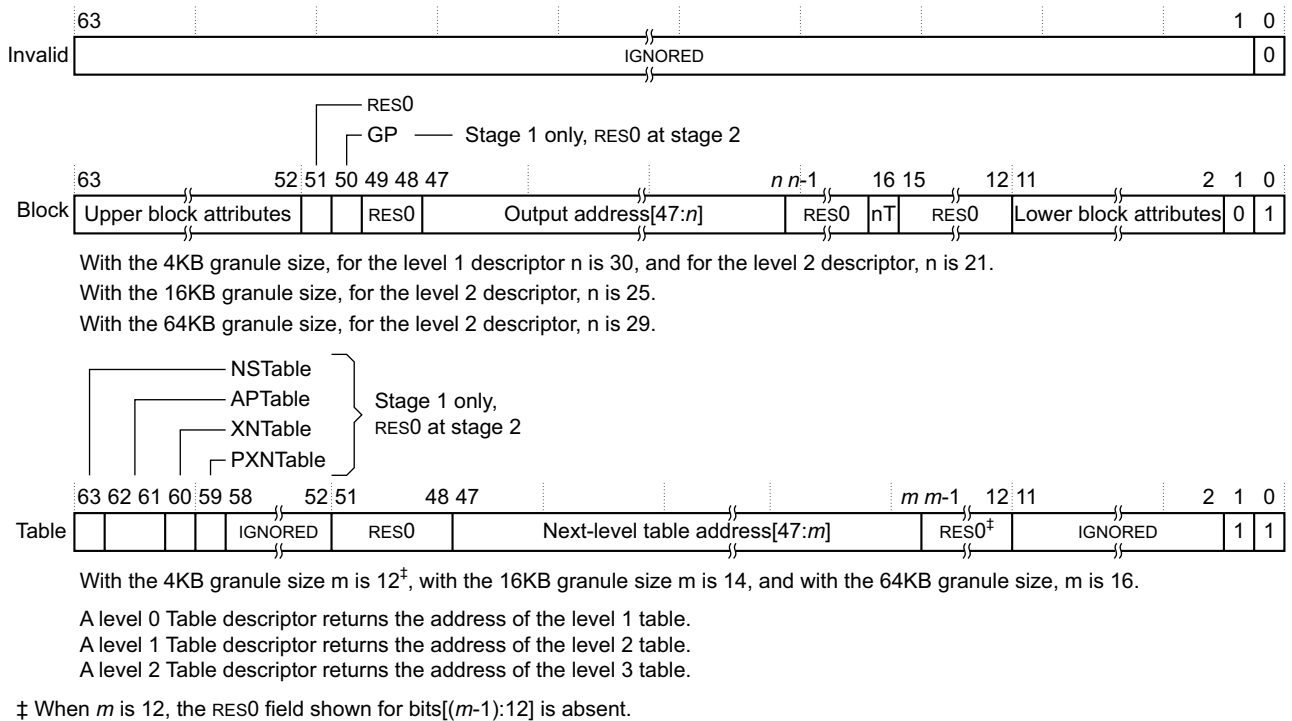 63 1 0
Invalid IGNORED 0
RES0
GP Stage 1 only, RES0 at stage 2
63 52 51 50 49 48 47 n n-1 16 15 12 11 2 1 0
Block Upper block attributes RES0 Output address[47:n] RES0 nT RES0 Lower block attributes 0 1
With the 4KB granule size, for the level 1 descriptor n is 30, and for the level 2 descriptor, n is 21.
With the 16KB granule size, for the level 2 descriptor, n is 25.
With the 64KB granule size, for the level 2 descriptor, n is 29.
NSTable
APTable
XNTable
PXNTable
Stage 1 only,
RES0 at stage 2
63 62 61 60 59 58 52 51 48 47 m m-1 12 11 2 1 0
Table IGNORED RES0 Next-level table address[47:m] RES0‡ IGNORED 1 1
With the 4KB granule size m is 12‡, with the 16KB granule size m is 14, and with the 64KB granule size, m is 16.
A level 0 Table descriptor returns the address of the level 1 table.
A level 1 Table descriptor returns the address of the level 2 table.
A level 2 Table descriptor returns the address of the level 3 table.
‡ When m is 12, the RES0 field shown for bits[(m-1):12] is absent.